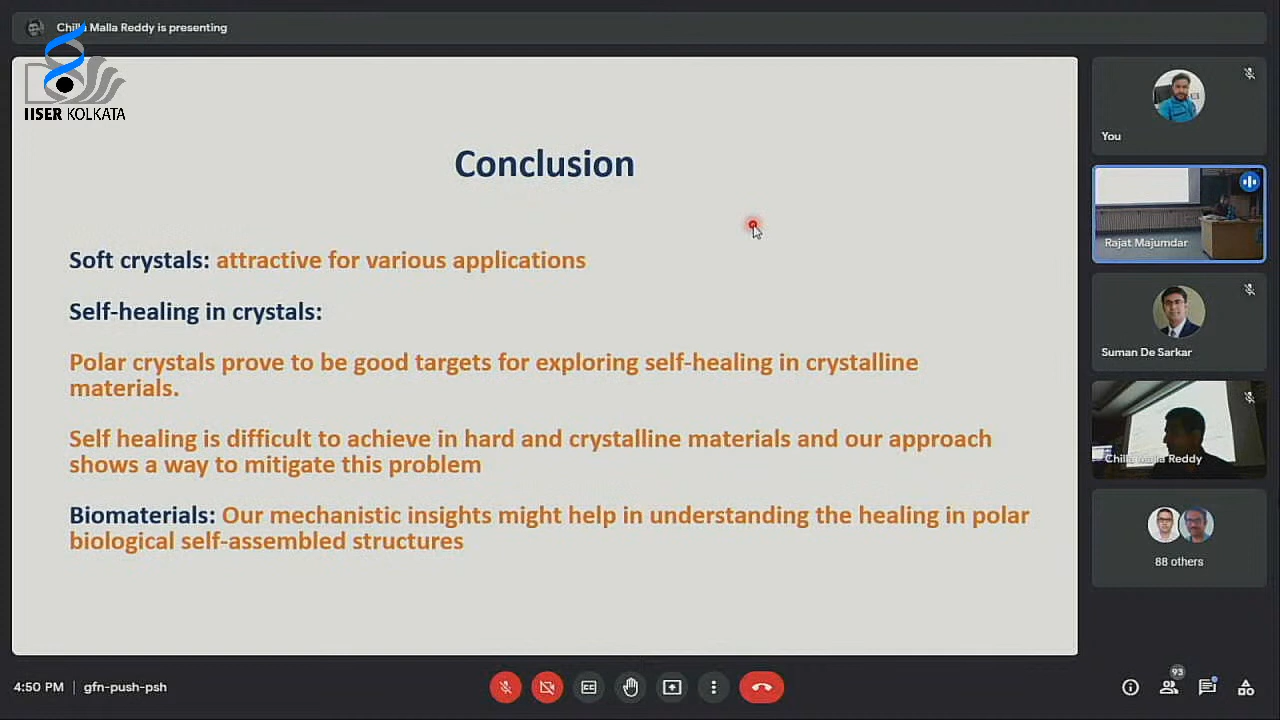 Chilla Malla Reddy is presenting
IISER KOLKATA
Conclusion
Soft crystals: attractive for various applications
Self-healing in crystals:
Polar crystals prove to be good targets for exploring self-healing in crystalline
materials.
Self healing is difficult to achieve in hard and crystalline materials and our approach
shows a way to mitigate this problem
Biomaterials: Our mechanistic insights might help in understanding the healing in polar
biological self-assembled structures
You
Rajat Majumdar
Suman De Sarkar
Chilla Malla Reddy
88 others
4:50 PM | gfn-push-psh
CC
93